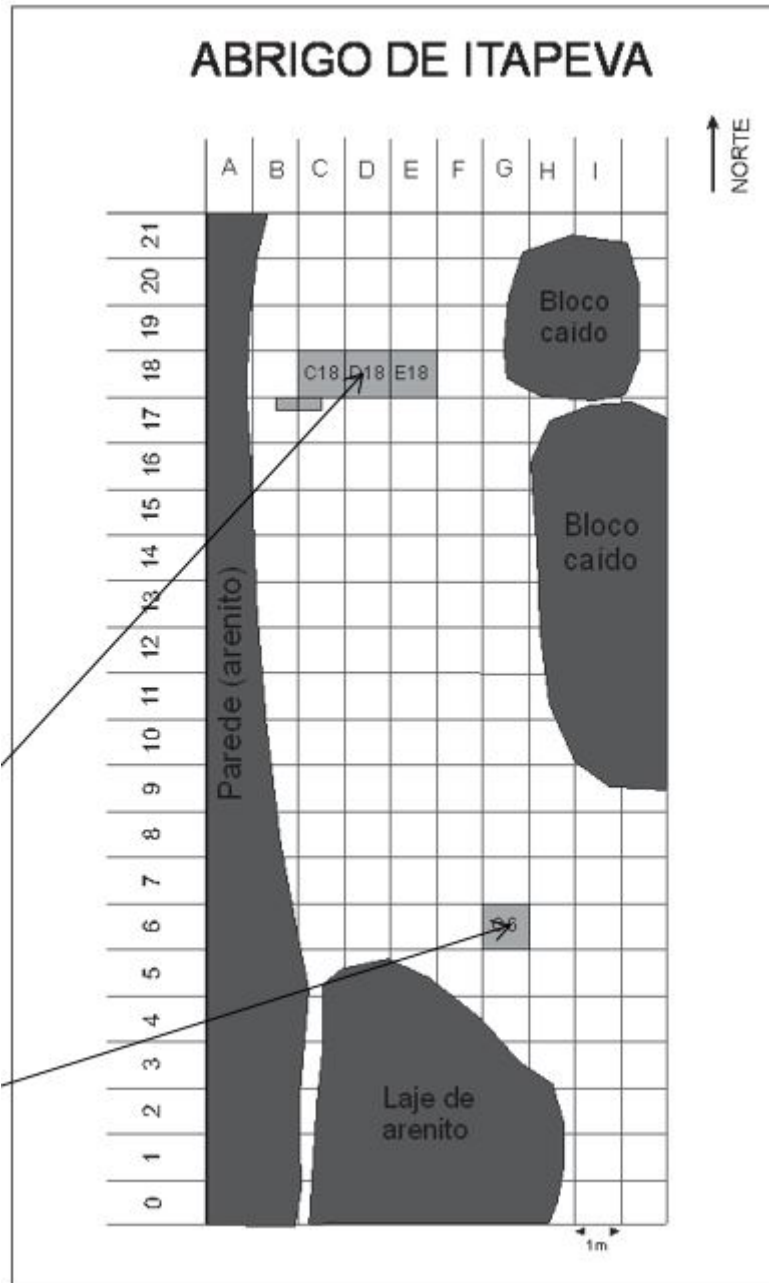 ABRIGO DE ITAPEVA
NORTE
A B C D E F G H I
21
20
19
18
17
16
15
14
13
12
11
10
9
8
7
6
5
4
3
2
1
0
Bloco
caído
C18 D18 E18
Bloco
caído
Parede (arenito)
G6
Laje de
arenito
1m